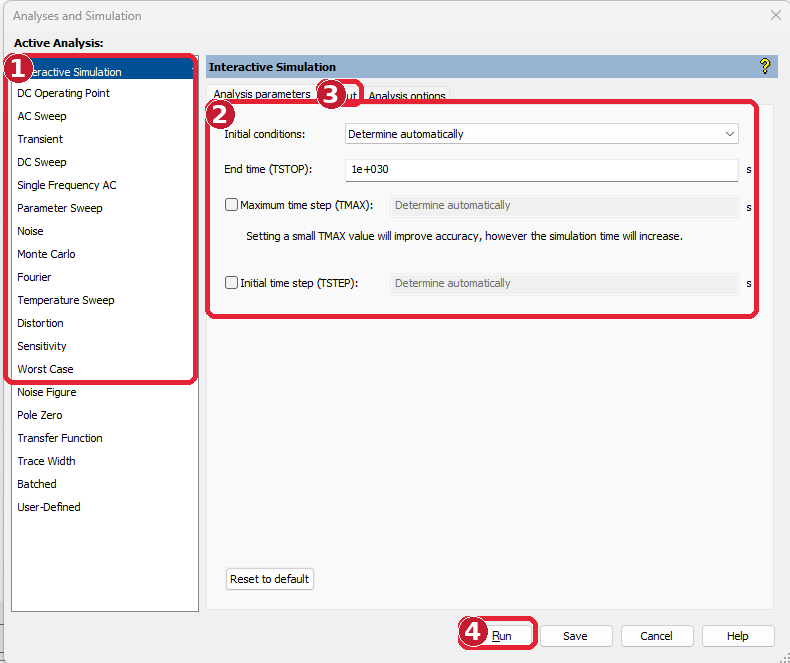 Analyses and Simulation
Active Analysis:
1
eractive Simulation
DC Operating Point
AC Sweep
Transient
DC Sweep
Single Frequency AC
Parameter Sweep
Noise
Monte Carlo
Fourier
Temperature Sweep
Distortion
Sensitivity
Worst Case
Noise Figure
Pole Zero
Transfer Function
Trace Width
Batched
User-Defined
Interactive Simulation ?
Analysis parameters 3 ut Analysis options
2
Initial conditions: Determine automatically
End time (TSTOP): 1e+030 s
Maximum time step (TMAX): Determine automatically s
Setting a small TMAX value will improve accuracy, however the simulation time will increase.
Initial time step (TSTEP): Determine automatically s
Reset to default
4 Run Save Cancel Help